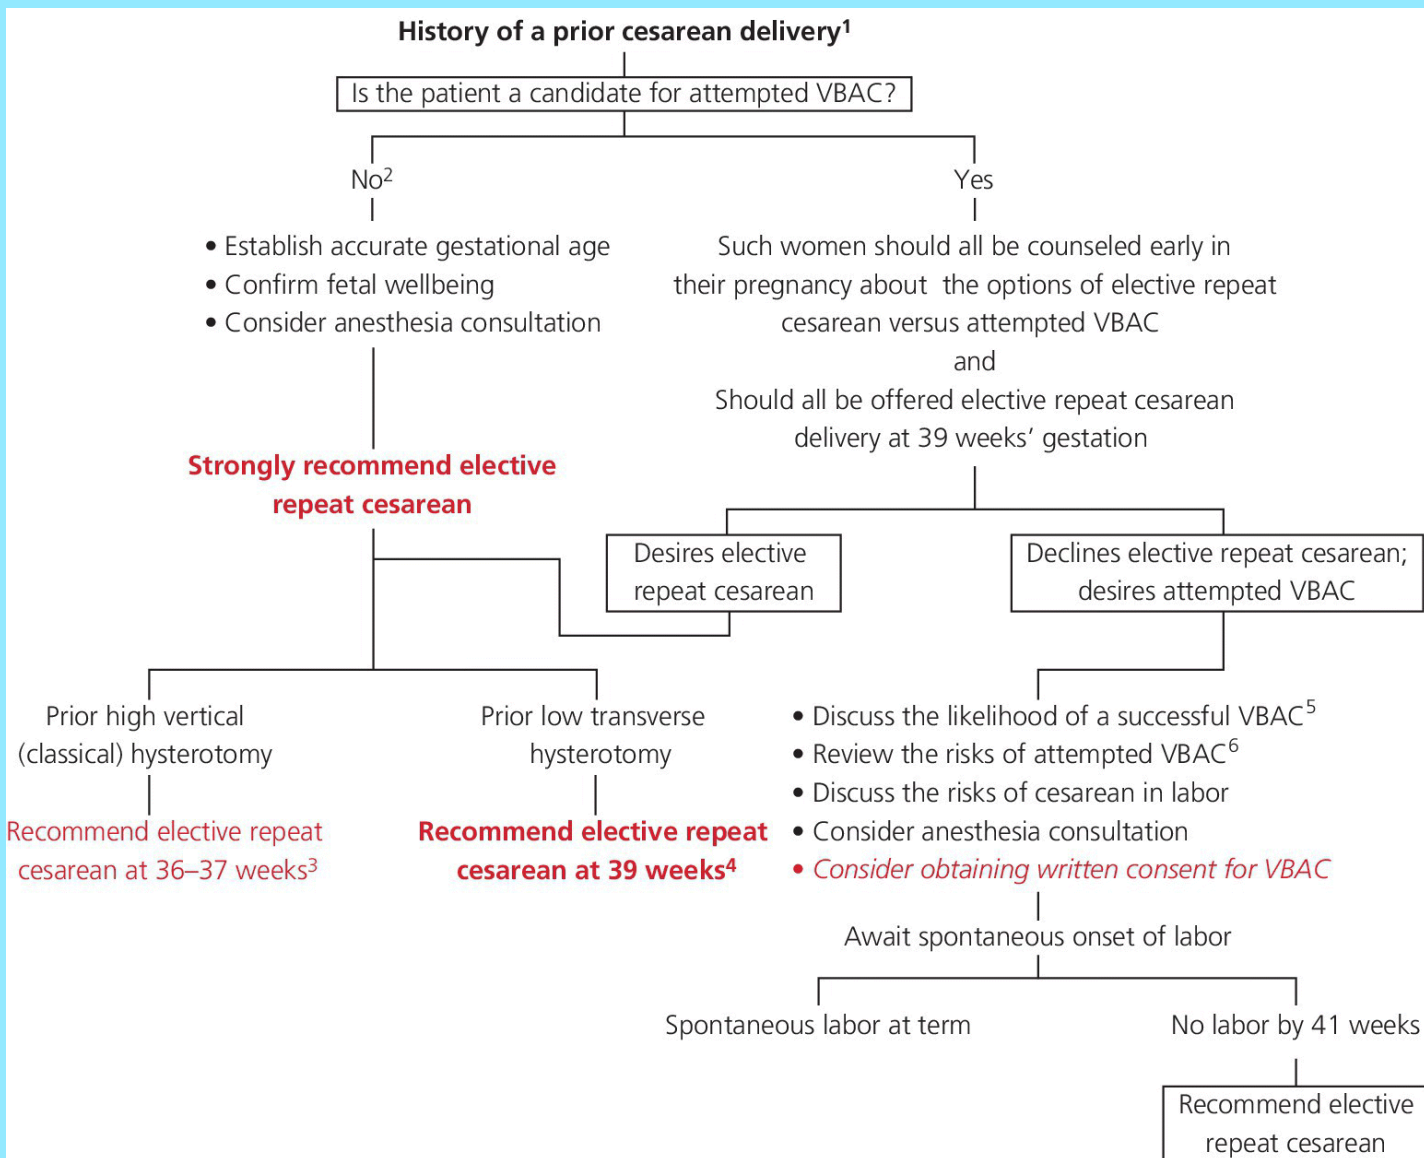 History of a prior cesarean delivery1
Is the patient a candidate for attempted VBAC?
No2
Yes
• Establish accurate gestational age
• Confirm fetal wellbeing
• Consider anesthesia consultation
Such women should all be counseled early in
their pregnancy about the options of elective repeat
cesarean versus attempted VBAC
and
Should all be offered elective repeat cesarean
delivery at 39 weeks’ gestation
Strongly recommend elective
repeat cesarean
Desires elective
repeat cesarean
Declines elective repeat cesarean;
desires attempted VBAC
Prior high vertical
(classical) hysterotomy
Prior low transverse
hysterotomy
Recommend elective repeat
cesarean at 36–37 weeks3
Recommend elective repeat
cesarean at 39 weeks4
• Discuss the likelihood of a successful VBAC5
• Review the risks of attempted VBAC6
• Discuss the risks of cesarean in labor
• Consider anesthesia consultation
• Consider obtaining written consent for VBAC
Await spontaneous onset of labor
Spontaneous labor at term
No labor by 41 weeks
Recommend elective
repeat cesarean